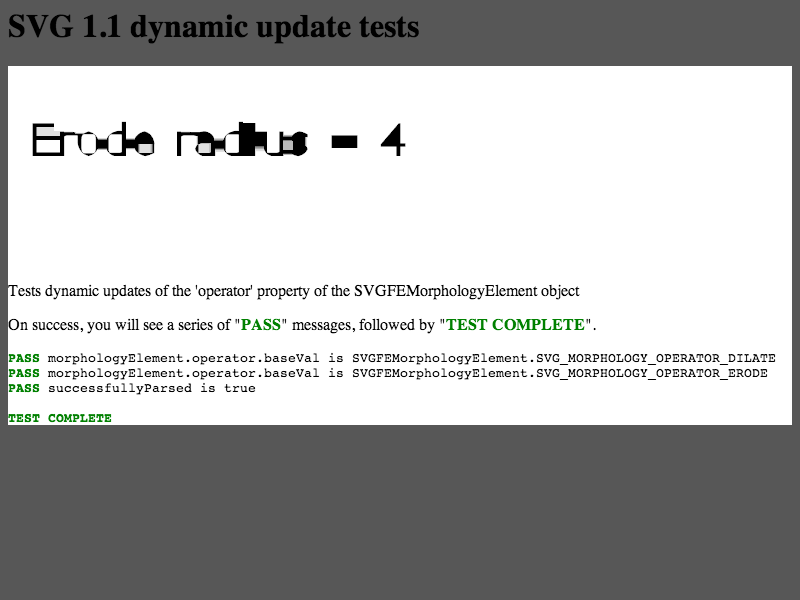 SVG 1.1 dynamic update tests
Erode radius = 4
Tests dynamic updates of the 'operator' property of the SVGFEMorphologyElement object
On success, you will see a series of "PASS" messages, followed by "TEST COMPLETE".
PASS morphologyElement.operator.baseVal is SVGFEMorphologyElement.SVG_MORPHOLOGY_OPERATOR_DILATE
PASS morphologyElement.operator.baseVal is SVGFEMorphologyElement.SVG_MORPHOLOGY_OPERATOR_ERODE
PASS successfullyParsed is true
TEST COMPLETE